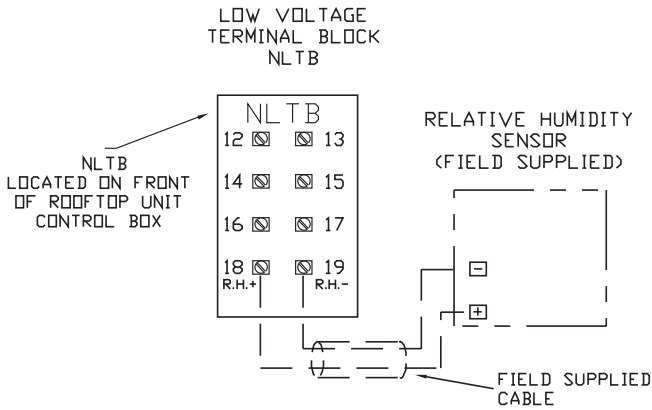 LOW VOLTAGE
TERMINAL BLOCK
NLTB
NLTB
12 13
14 15
16 17
18 19
R.H.+ R.H.-
NLTB
LOCATED ON FRONT
OF ROOFTOP UNIT
CONTROL BOX
RELATIVE HUMIDITY
SENSOR
(FIELD SUPPLIED)
-
+
FIELD SUPPLIED
CABLE